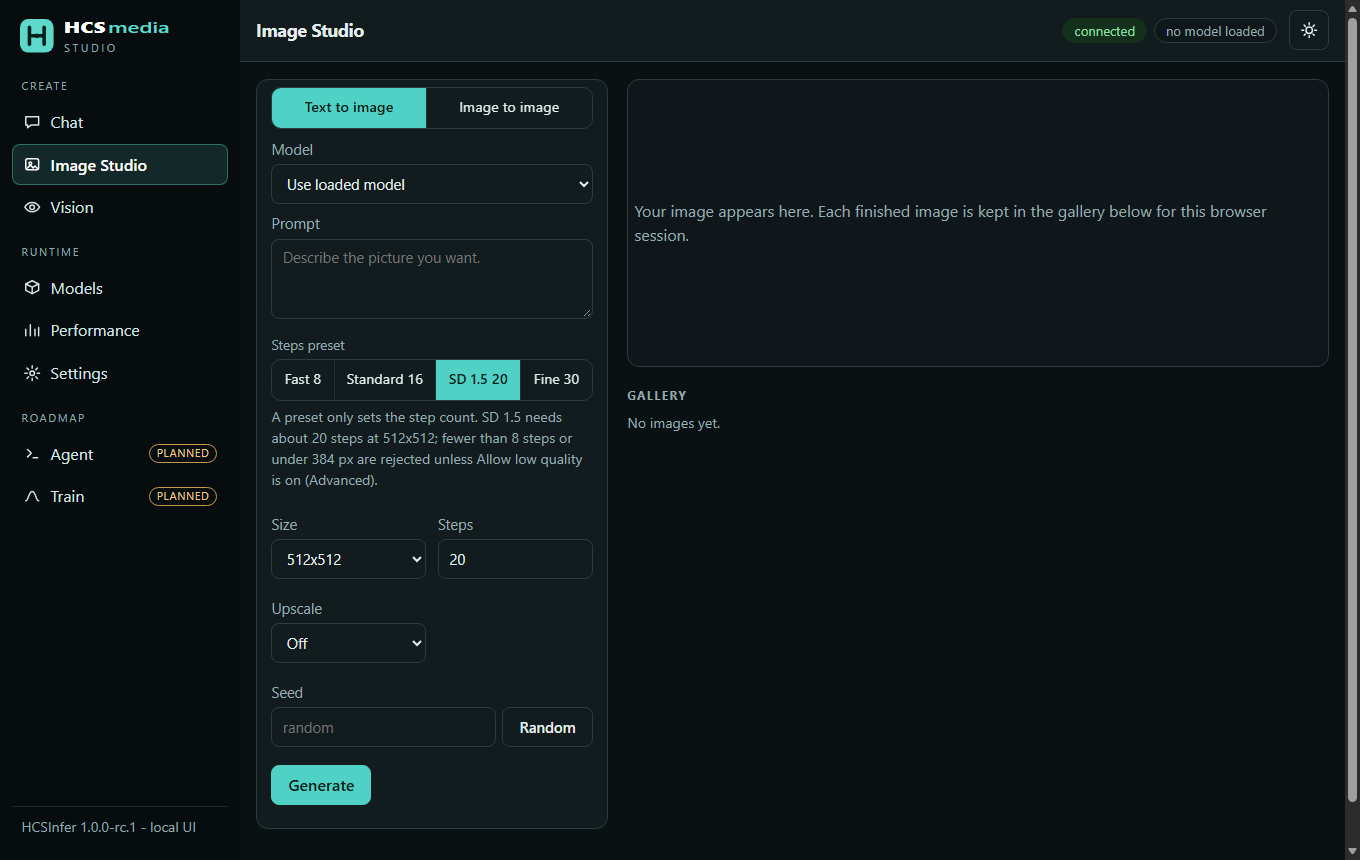 HCS media
STUDIO
CREATE
Chat
Image Studio
Vision
RUNTIME
Models
Performance
Settings
ROADMAP
Agent PLANNED
Train PLANNED
HCSInfer 1.0.0-rc.1 - local UI
Image Studio
connected
no model loaded
Text to image
Image to image
Model
Use loaded model
Prompt
Describe the picture you want.
Steps preset
Fast 8
Standard 16
SD 1.5 20
Fine 30
A preset only sets the step count. SD 1.5 needs
about 20 steps at 512x512; fewer than 8 steps or
under 384 px are rejected unless Allow low quality
is on (Advanced).
Size
Steps
512x512
20
Upscale
Off
Seed
random
Random
Generate
Your image appears here. Each finished image is kept in the gallery below for this browser
session.
GALLERY
No images yet.